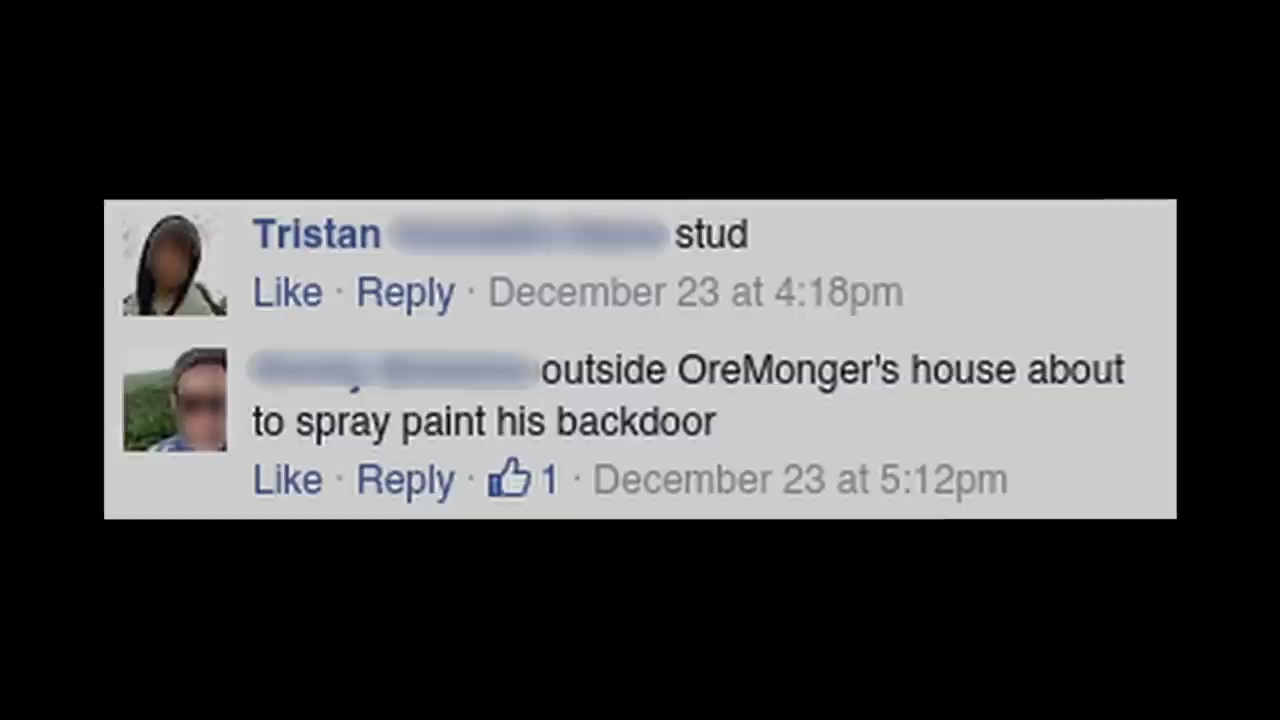 Tristan stud
Like · Reply · December 23 at 4:18pm
outside OreMonger's house about
to spray paint his backdoor
Like · Reply · 1 · December 23 at 5:12pm